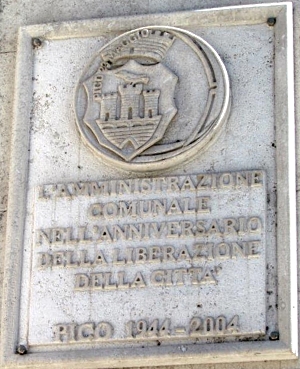 L'AMMINISTRAZIONE
COMUNALE
NELL'ANNIVERSARIO
DELLA LIBERAZIONE
DELLA CITTA'
PICO 1944-2004